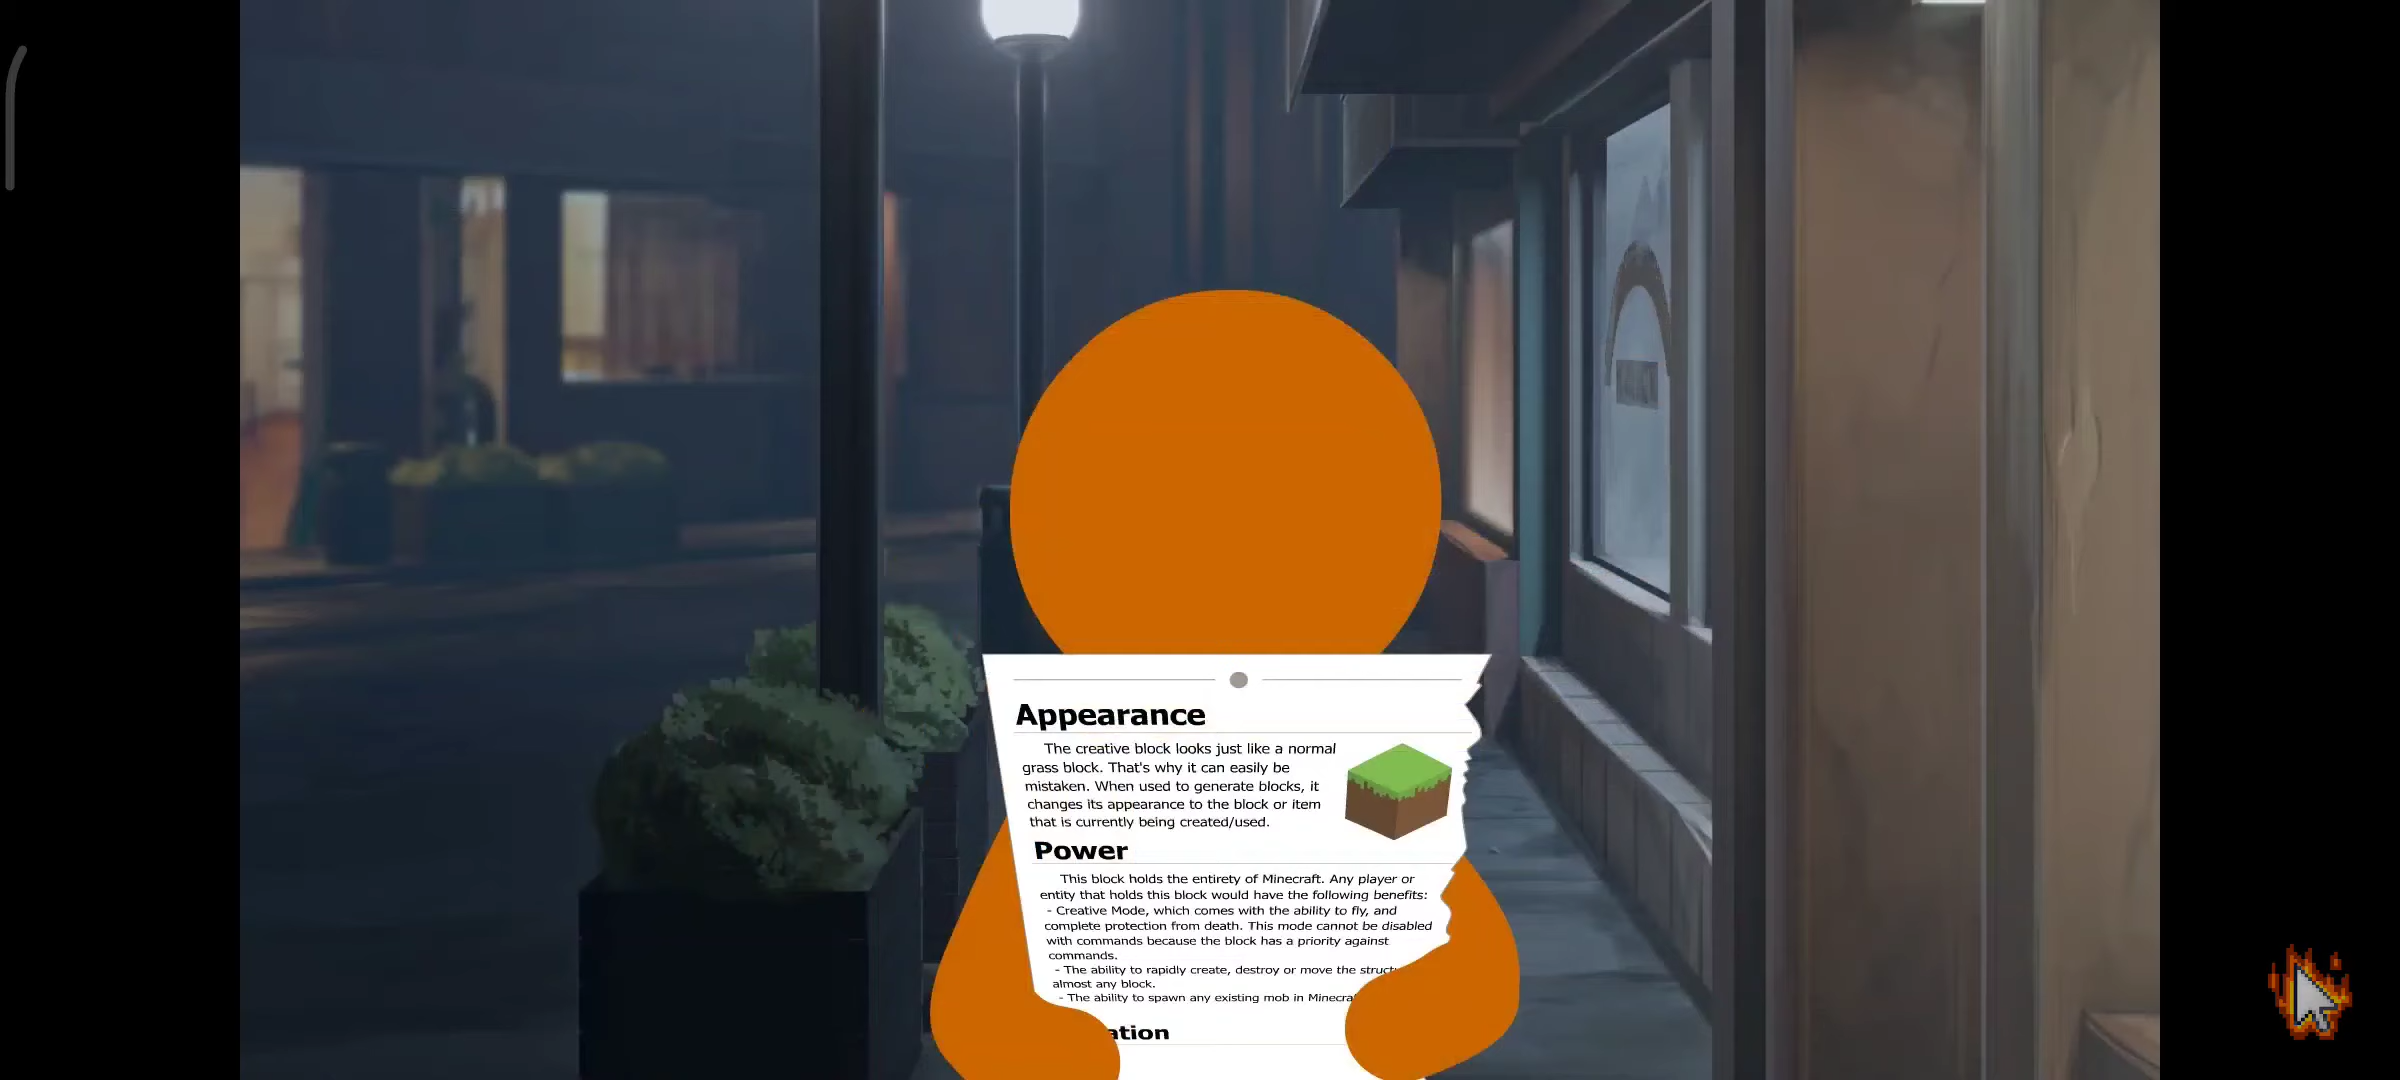 Appearance
The creative block looks just like a normal
grass block. That's why it can easily be
mistaken. When used to generate blocks, it
changes its appearance to the block or item
that is currently being created/used.
Power
This block holds the entirety of Minecraft. Any player or
entity that holds this block would have the following benefits:
- Creative Mode, which comes with the ability to fly, and
complete protection from death. This mode cannot be disabled
with commands because the block has a priority against
commands.
- The ability to rapidly create, destroy or move the struct
almost any block.
- The ability to spawn any existing mob in Minecra
ation